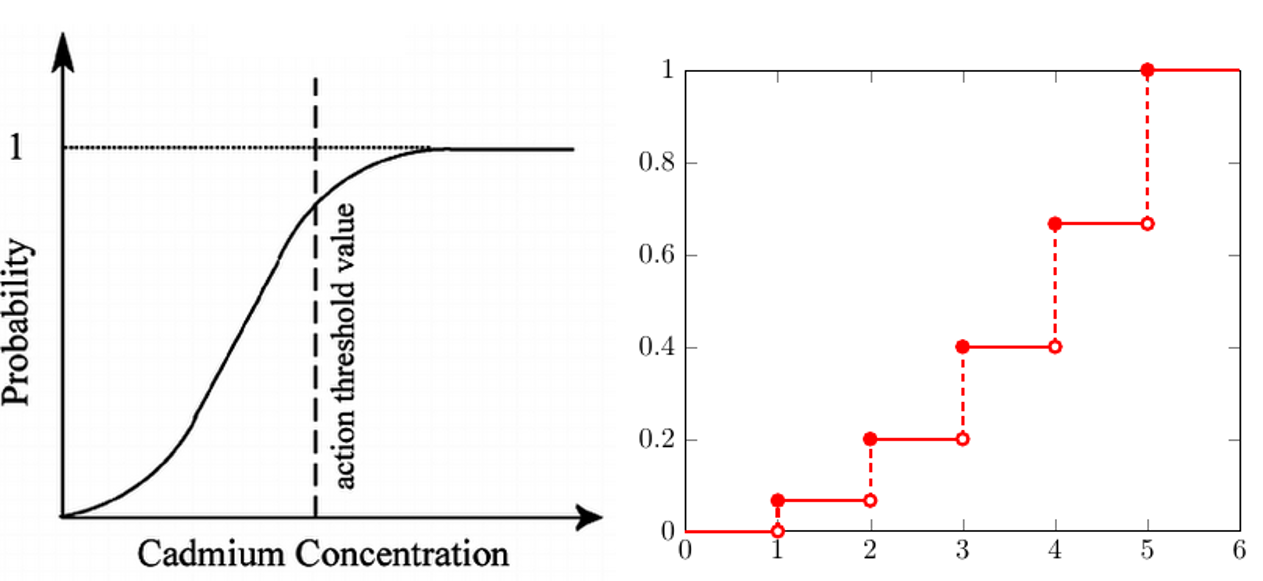 1
Probability
action threshold value
Cadmium Concentration
1
0.8
0.6
0.4
0.2
0
0 1 2 3 4 5 6